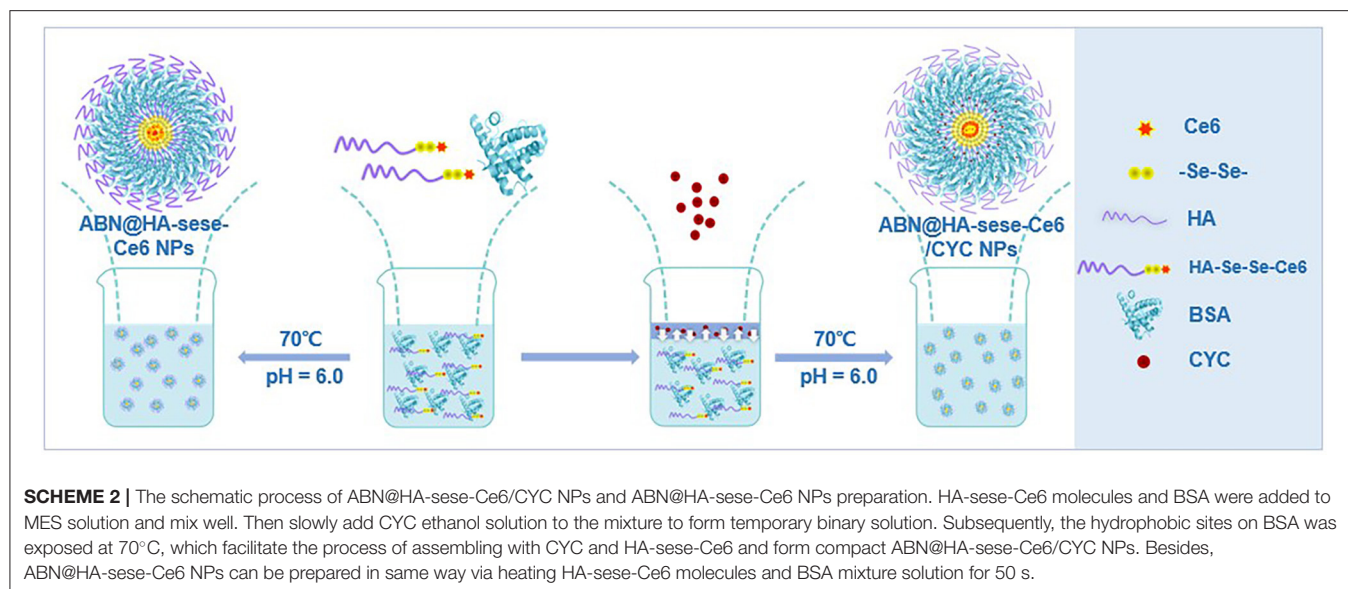 ABN@HA-sese-
Ce6 NPs
70°C
pH = 6.0
70°C
pH = 6.0
ABN@HA-sese-Ce6
/CYC NPs
Ce6
-Se-Se-
HA
HA-Se-Se-Ce6
BSA
CYC
SCHEME 2 | The schematic process of ABN@HA-sese-Ce6/CYC NPs and ABN@HA-sese-Ce6 NPs preparation. HA-sese-Ce6 molecules and BSA were added to
MES solution and mix well. Then slowly add CYC ethanol solution to the mixture to form temporary binary solution. Subsequently, the hydrophobic sites on BSA was
exposed at 70°C, which facilitate the process of assembling with CYC and HA-sese-Ce6 and form compact ABN@HA-sese-Ce6/CYC NPs. Besides,
ABN@HA-sese-Ce6 NPs can be prepared in same way via heating HA-sese-Ce6 molecules and BSA mixture solution for 50 s.